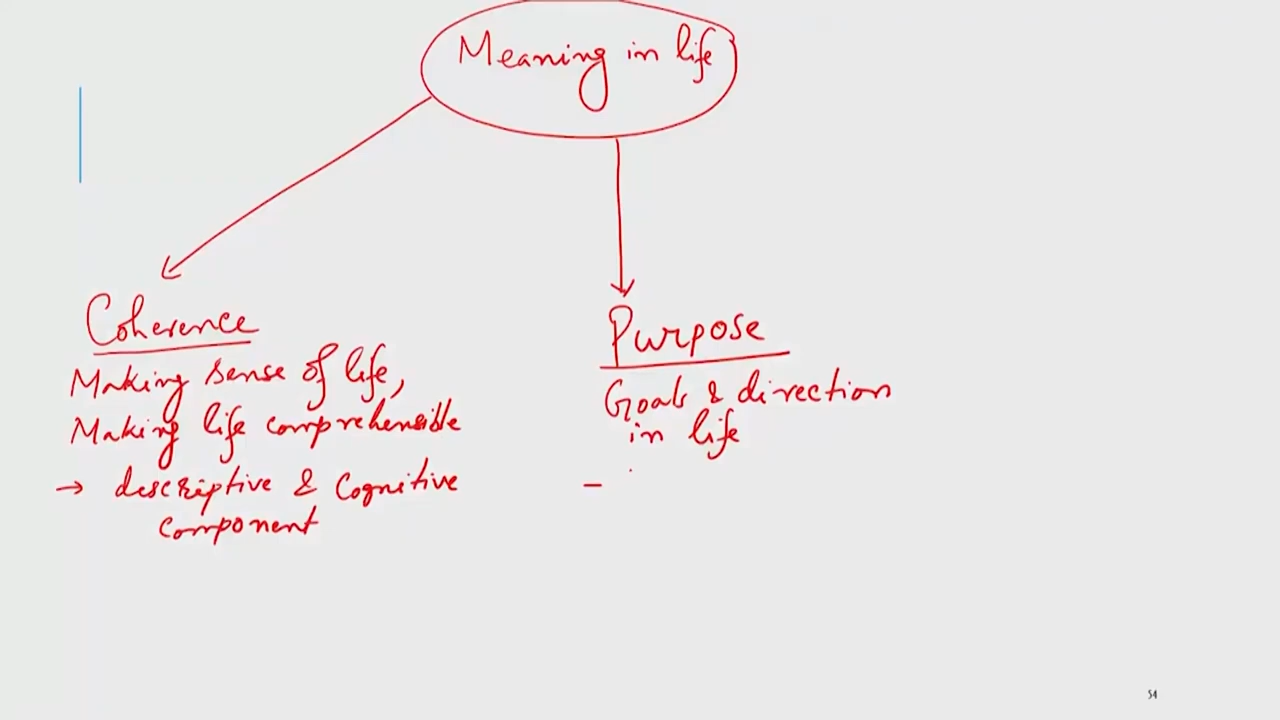 Meaning in life
Coherence
Making sense of life,
Making life comprehensible
→ descriptive & Cognitive
component
Purpose
Goals & direction
in life
–
54